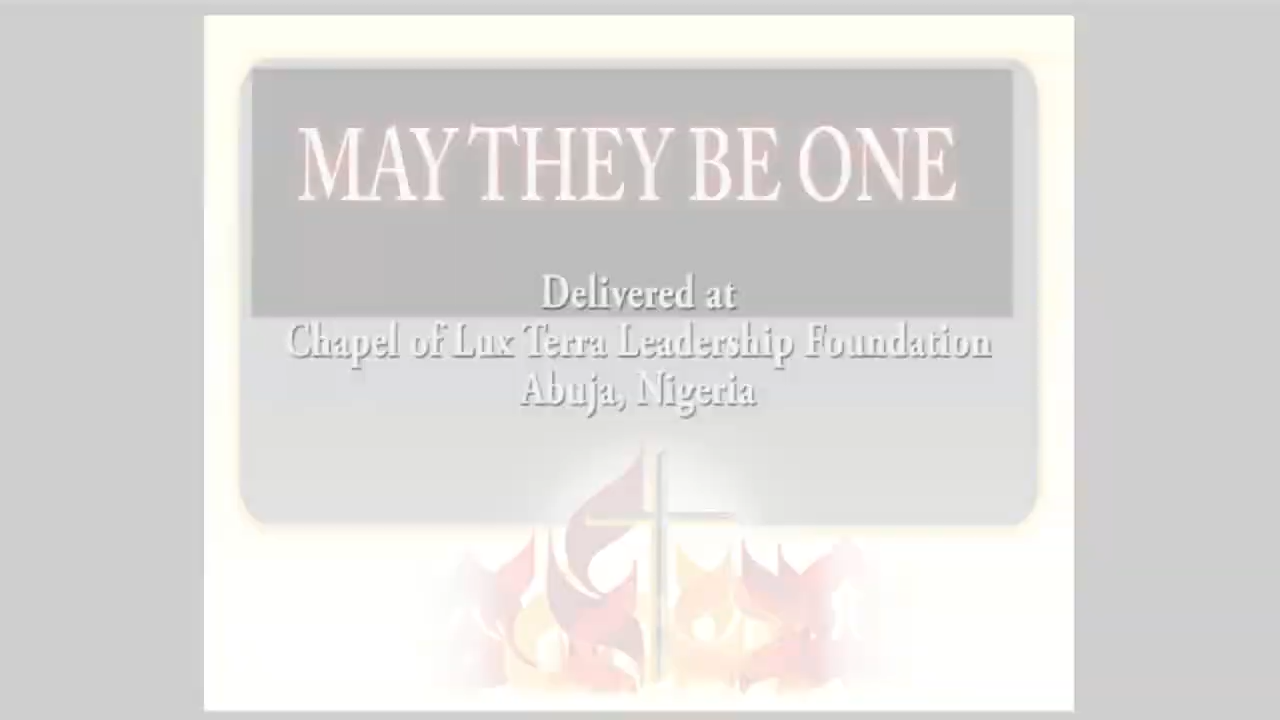 MAY THEY BE ONE
Delivered at
Chapel of Lux Terra Leadership Foundation
Abuja, Nigeria